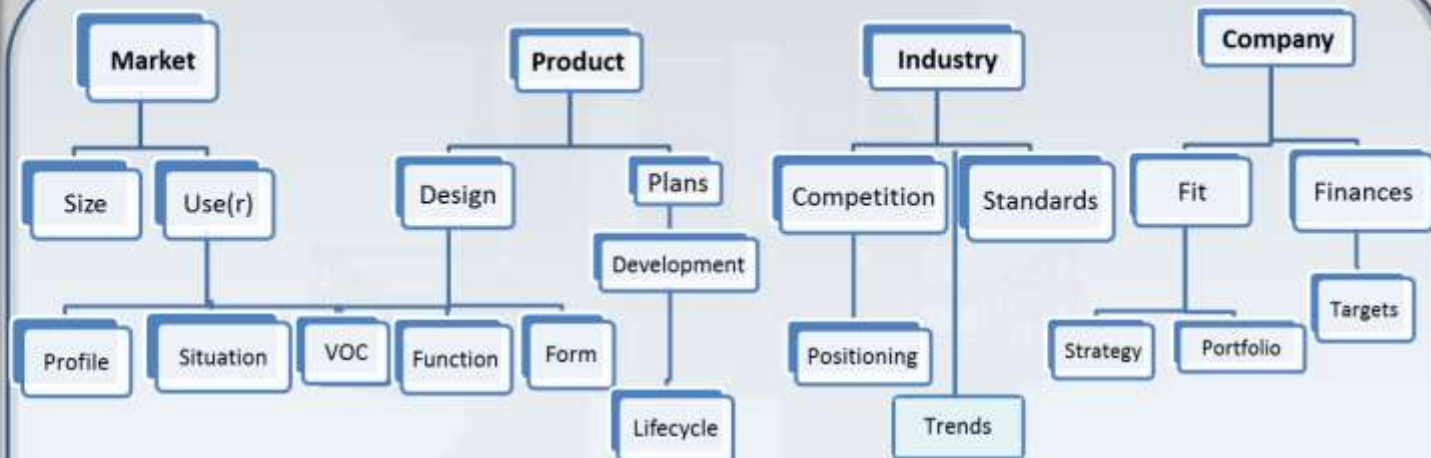 Market
Product
Industry
Company
Size
Use(r)
Design
Plans
Competition
Standards
Fit
Finances
Development
Profile
Situation
VOC
Function
Form
Positioning
Strategy
Portfolio
Targets
Lifecycle
Trends